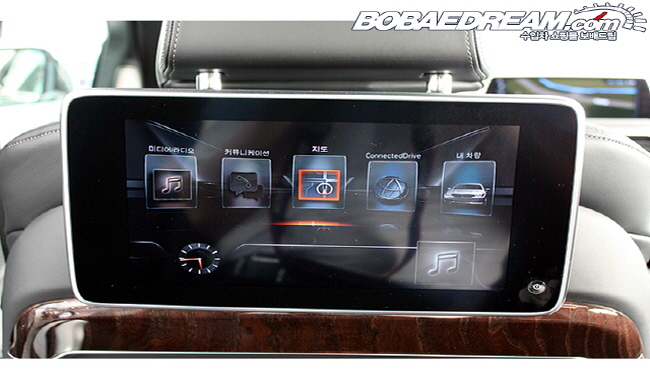 BOBAEDREAM.com
수입차 쇼핑몰 보배드림
미디어/라디오
커뮤니케이션
지도
ConnectedDrive
내 차량